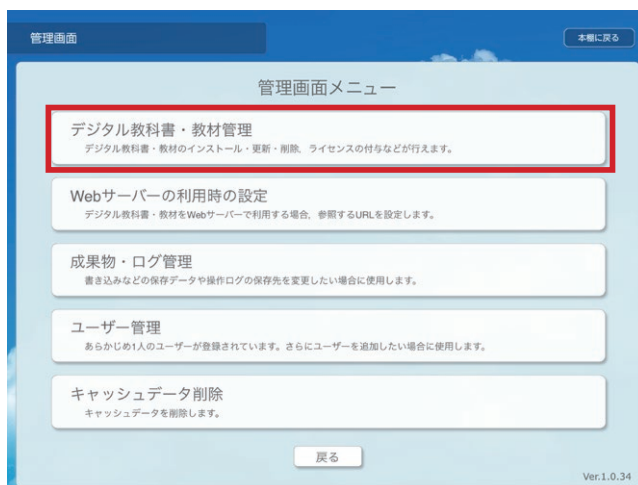 管理画面
本棚に戻る
管理画面メニュー
デジタル教科書・教材管理
デジタル教科書・教材のインストール・更新・削除、ライセンスの付与などが行えます。
Webサーバーの利用時の設定
デジタル教科書・教材をWebサーバーで利用する場合、参照するURLを設定します。
成果物・ログ管理
書き込みなどの保存データや操作ログの保存先を変更したい場合に使用します。
ユーザー管理
あらかじめ1人のユーザーが登録されています。さらにユーザーを追加したい場合に使用します。
キャッシュデータ削除
キャッシュデータを削除します。
戻る
Ver.1.0.34